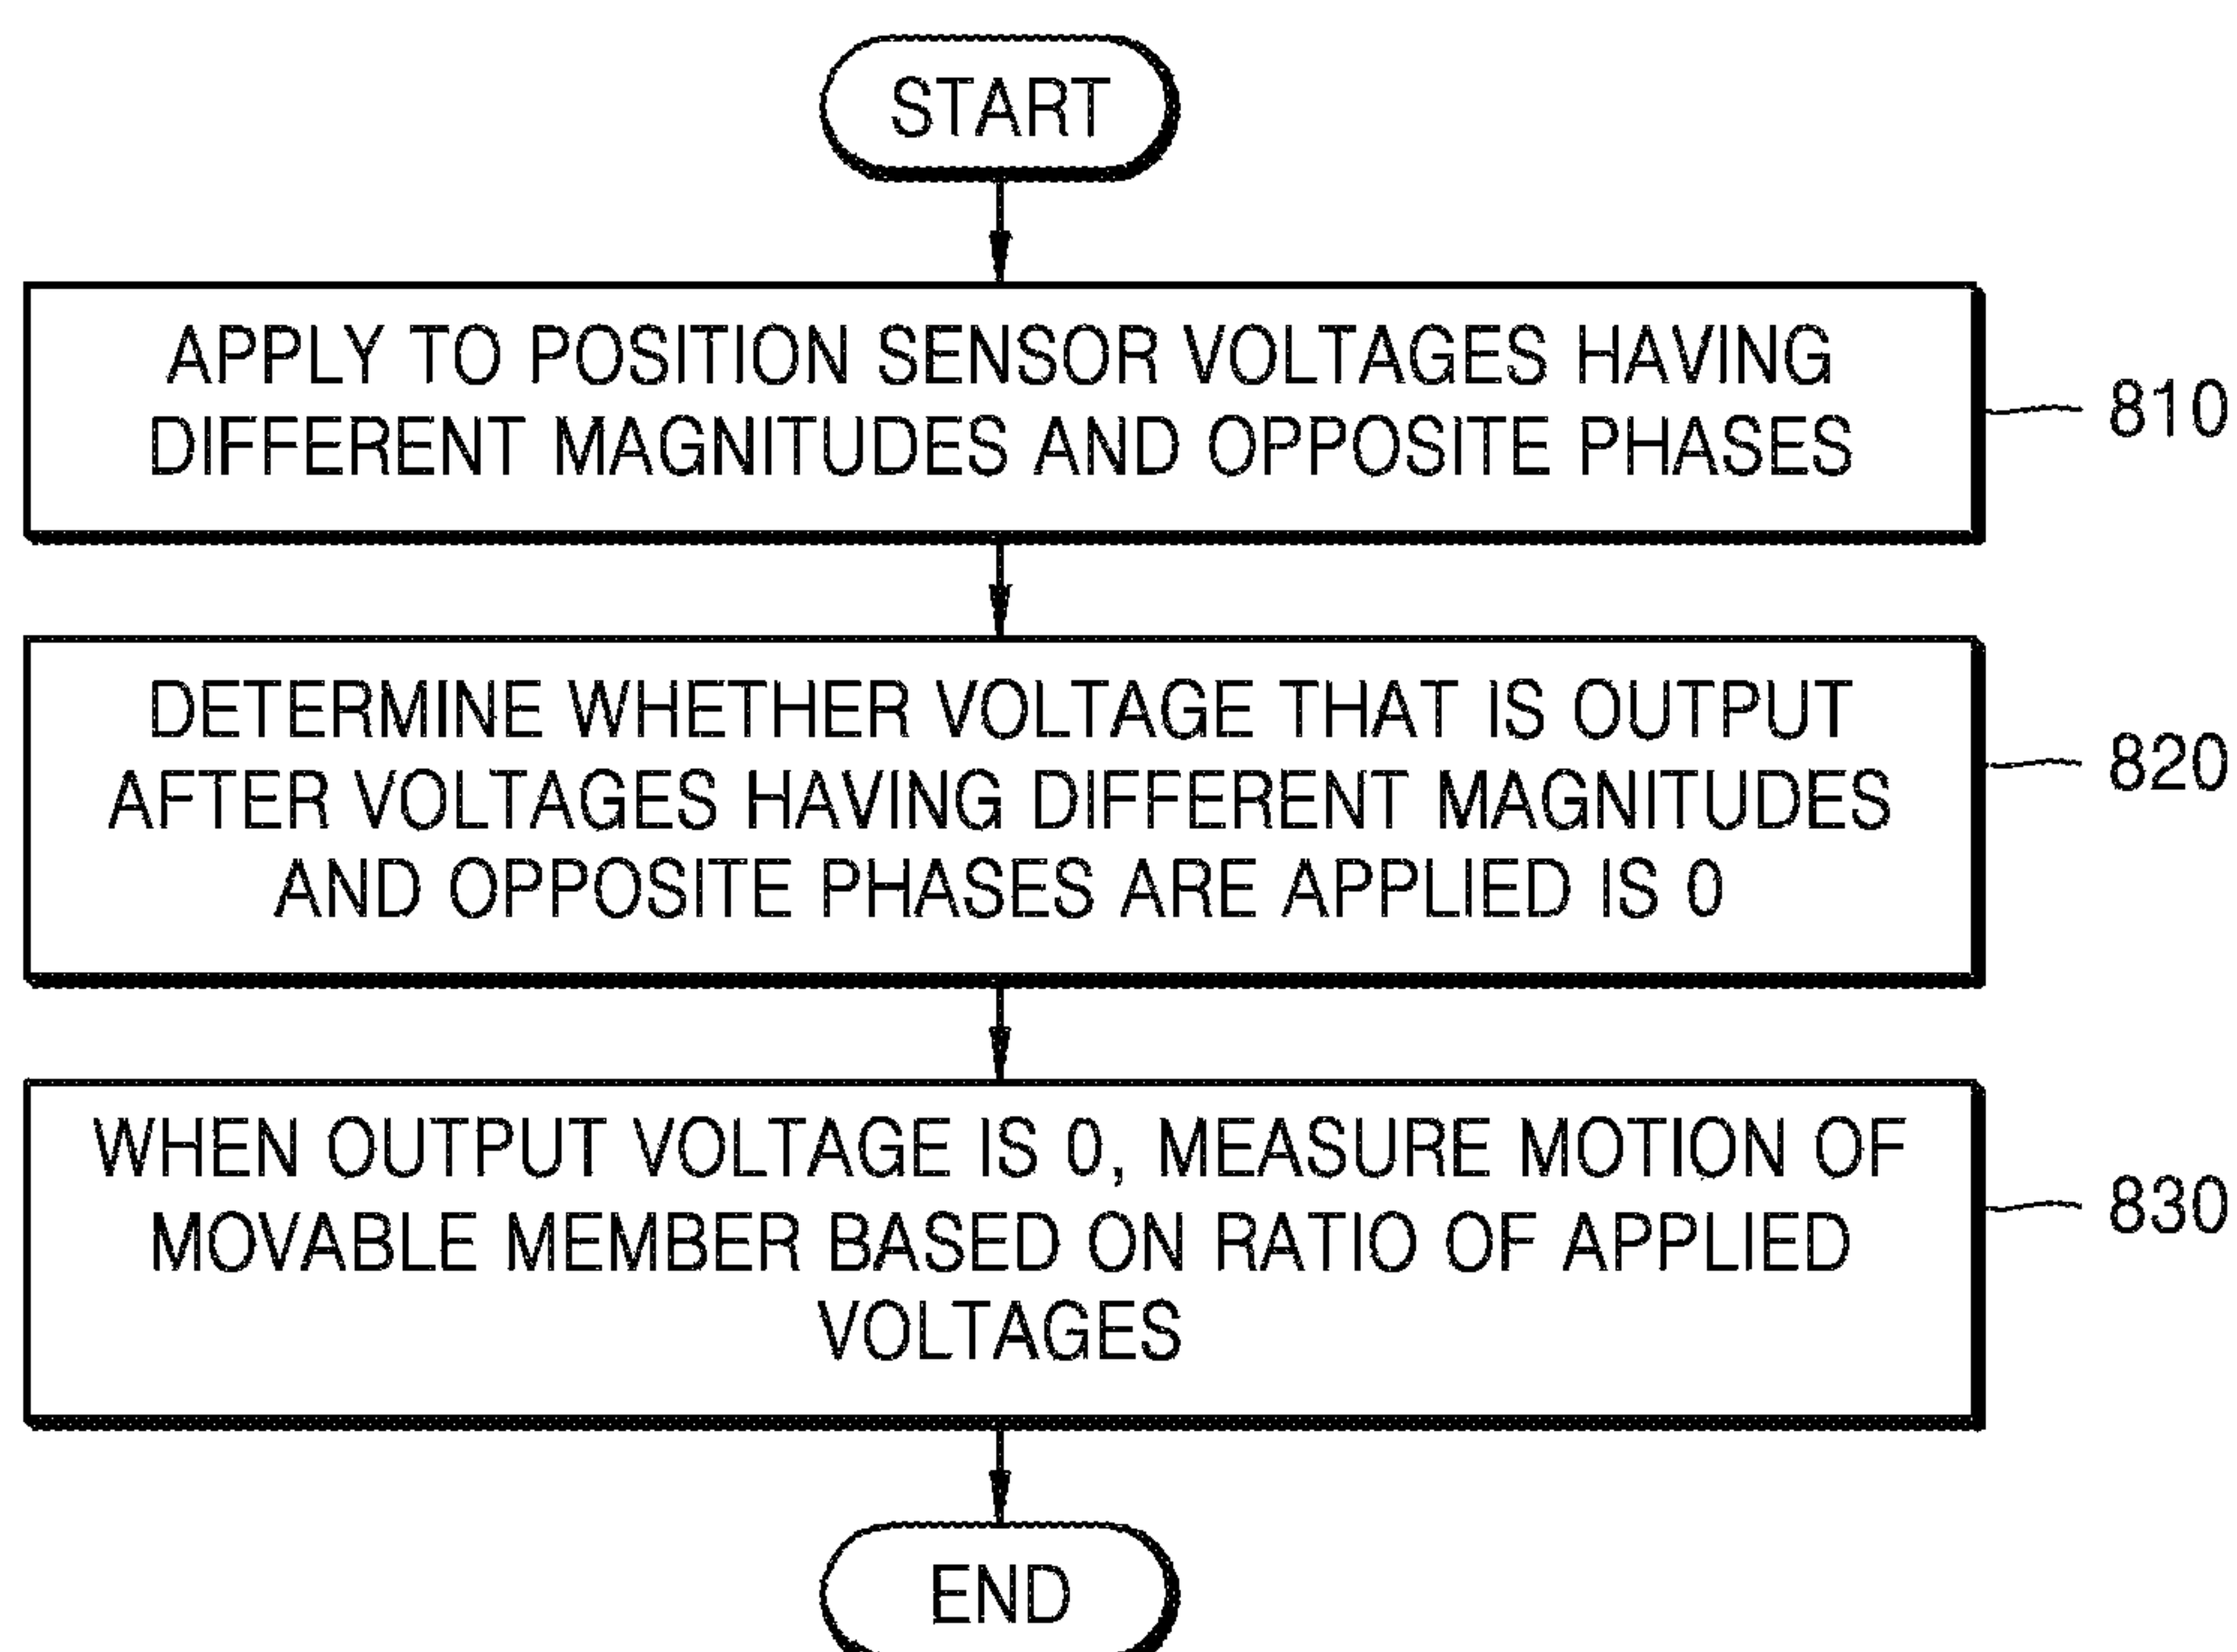 START
APPLY TO POSITION SENSOR VOLTAGES HAVING
DIFFERENT MAGNITUDES AND OPPOSITE PHASES
810
DETERMINE WHETHER VOLTAGE THAT IS OUTPUT
AFTER VOLTAGES HAVING DIFFERENT MAGNITUDES
AND OPPOSITE PHASES ARE APPLIED IS 0
820
WHEN OUTPUT VOLTAGE IS 0, MEASURE MOTION OF
MOVABLE MEMBER BASED ON RATIO OF APPLIED
VOLTAGES
830
END